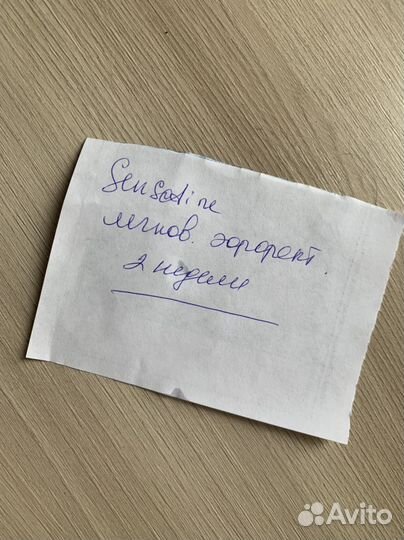 Sensodine
мгнов. эффект.
2 недели
Avito